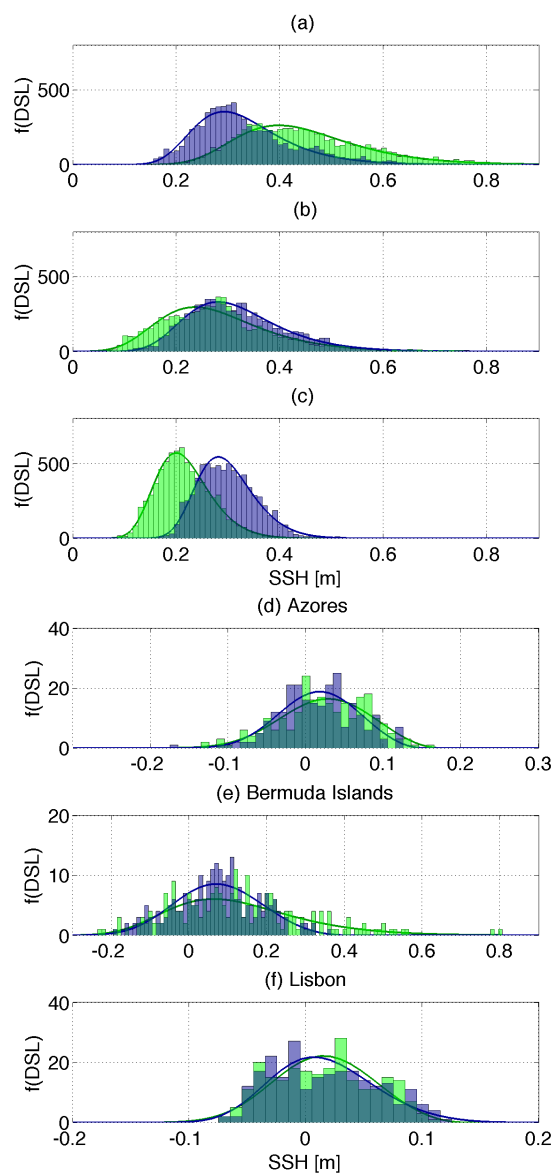 (a)
f(DSL)
500
0
0.2 0.4 0.6 0.8
(b)
f(DSL)
500
0
0.2 0.4 0.6 0.8
(c)
f(DSL)
500
0
0.2 0.4 0.6 0.8
SSH [m]
(d) Azores
f(DSL)
40
20
0
-0.2 -0.1 0 0.1 0.2 0.3
(e) Bermuda Islands
f(DSL)
20
10
0
-0.2 0 0.2 0.4 0.6 0.8
(f) Lisbon
f(DSL)
40
20
0
-0.2 -0.1 0 0.1 0.2
SSH [m]